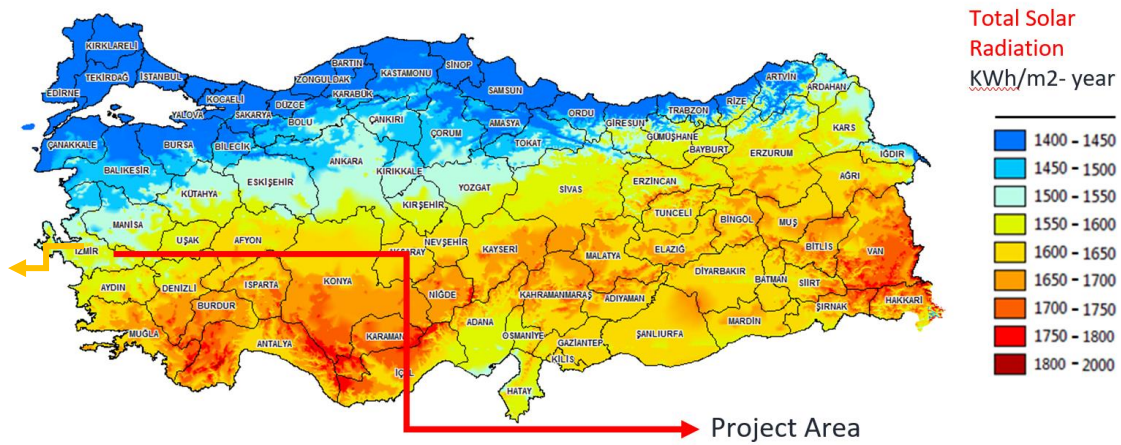 Total Solar
Radiation
KWh/m2- year
1400 - 1450
1450 - 1500
1500 - 1550
1550 - 1600
1600 - 1650
1650 - 1700
1700 - 1750
1750 - 1800
1800 - 2000
KIRKLARELİ
TEKİRDAĞ
İSTANBUL
EDİRNE
KOCAELİ
YALOVA
SAKARYA
DÜZCE
BOLU
ZONGULDAK
BARTIN
KARABÜK
KASTAMONU
SİNOP
SAMSUN
ÇANKIRI
ÇORUM
AMASYA
TOKAT
ORDU
GİRESUN
TRABZON
RİZE
ARTVİN
ARDAHAN
KARS
IĞDIR
GÜMÜŞHANE
BAYBURT
ERZURUM
AĞRI
ÇANAKKALE
BURSA
BİLECİK
BALIKESİR
KÜTAHYA
ESKİŞEHİR
ANKARA
KIRIKKALE
YOZGAT
KIRŞEHİR
SİVAS
ERZİNCAN
TUNCELİ
BİNGÖL
MUŞ
BİTLİS
VAN
MANİSA
İZMİR
UŞAK
AFYON
NEVŞEHİR
KAYSERİ
MALATYA
ELAZIĞ
DİYARBAKIR
BATMAN
SİİRT
ŞIRNAK
HAKKARİ
AYDIN
DENİZLİ
ISPARTA
KONYA
NİĞDE
KAHRAMANMARAŞ
ADIYAMAN
MARDİN
ŞANLIURFA
BURDUR
MUĞLA
ANTALYA
KARAMAN
ADANA
OSMANİYE
GAZİANTEP
KİLİS
HATAY
Project Area